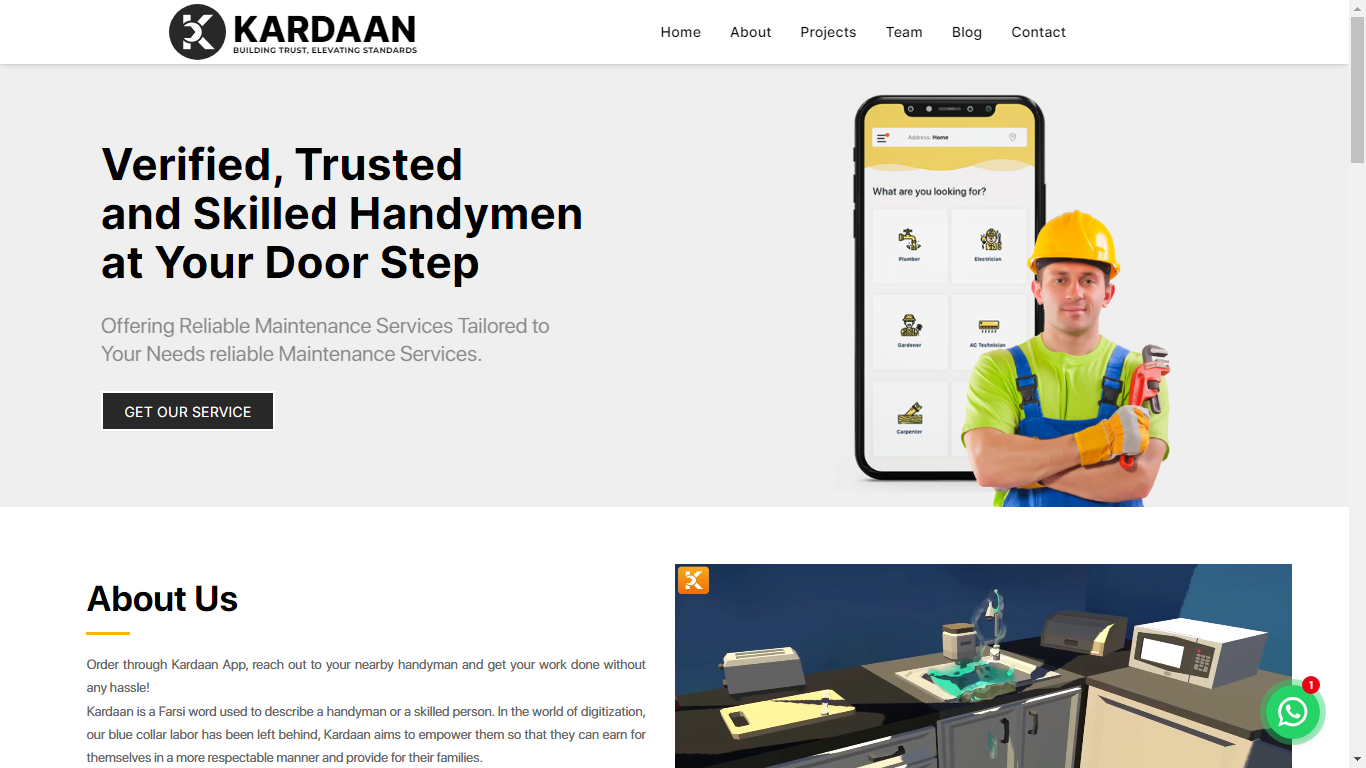 KARDAAN
BUILDING TRUST, ELEVATING STANDARDS
Home About Projects Team Blog Contact
Verified, Trusted
and Skilled Handymen
at Your Door Step
Offering Reliable Maintenance Services Tailored to
Your Needs reliable Maintenance Services.
GET OUR SERVICE
Address: Home
What are you looking for?
Plumber Electrician
Gardener AC Technician
Carpenter
About Us
Order through Kardaan App, reach out to your nearby handyman and get your work done without
any hassle!
Kardaan is a Farsi word used to describe a handyman or a skilled person. In the world of digitization,
our blue collar labor has been left behind, Kardaan aims to empower them so that they can earn for
themselves in a more respectable manner and provide for their families.
1